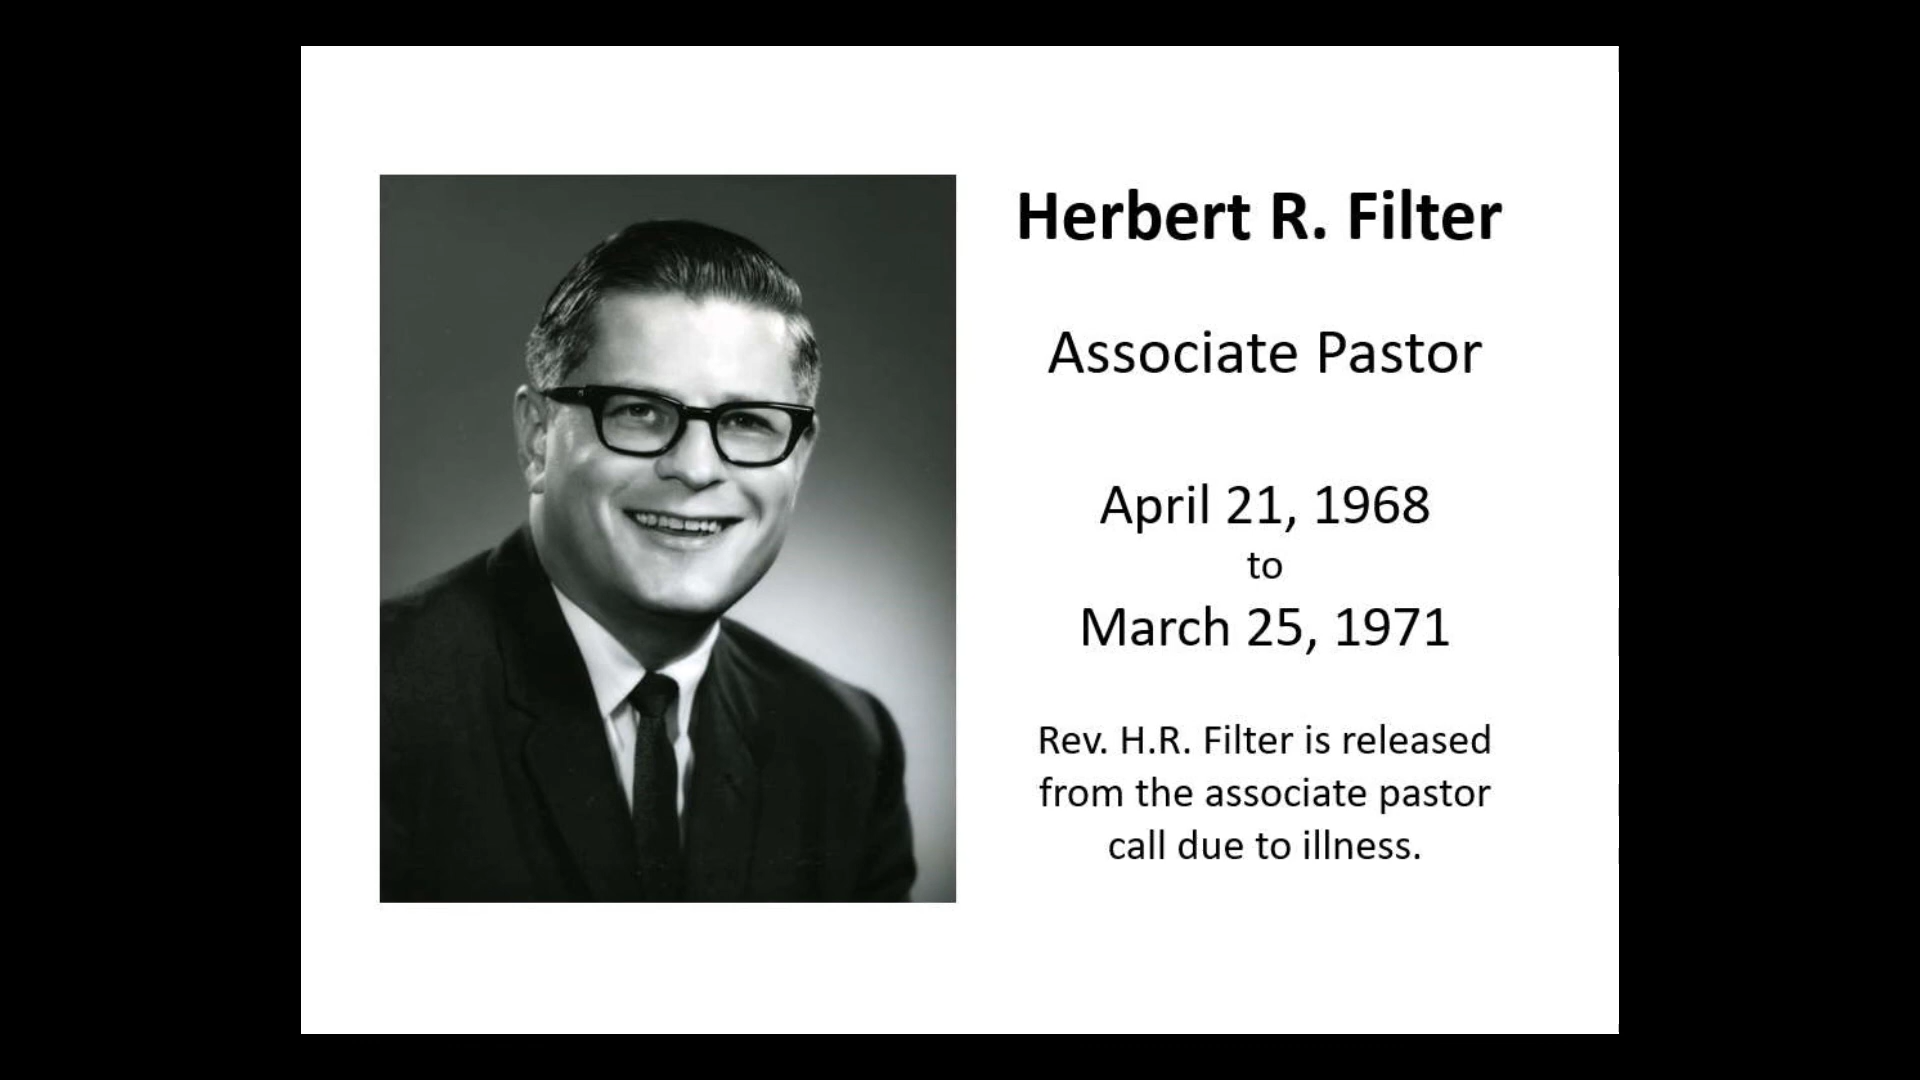 Herbert R. Filter
Associate Pastor
April 21, 1968
to
March 25, 1971
Rev. H.R. Filter is released
from the associate pastor
call due to illness.